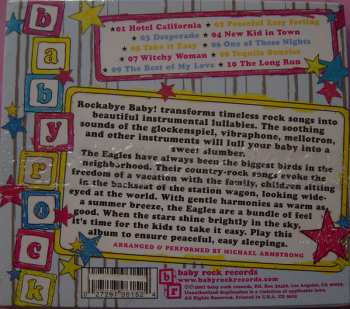 01 Hotel California 02 Peaceful Easy Feeling
03 Desperado 04 New Kid in Town
05 Take it Easy 06 One of These Nights
07 Witchy Woman 08 Tequila Sunrise
09 The Best of My Love 10 The Long Run
baby rock
Rockabye Baby! transforms timeless rock songs into
beautiful instrumental lullabies. The soothing
sounds of the glockenspiel, vibraphone, mellotron,
and other instruments will lull your baby into a
sweet slumber.
The Eagles have always been the biggest birds in the
neighborhood. Their country-rock songs evoke the
freedom of a vacation with the family, children sitting
in the backseat of the station wagon, looking wide-
eyed at the world. With gentle harmonies as warm as
a summer breeze, the Eagles are a bundle of feel
good. When the stars shine brightly in the sky,
it's time for the kids to take it easy. Play this
album to ensure peaceful, easy sleepings.
ARRANGED & PERFORMED BY MICHAEL ARMSTRONG
b r
baby rock records
www.babyrockrecords.com
All Rights Reserved. Printed in U.S.A.